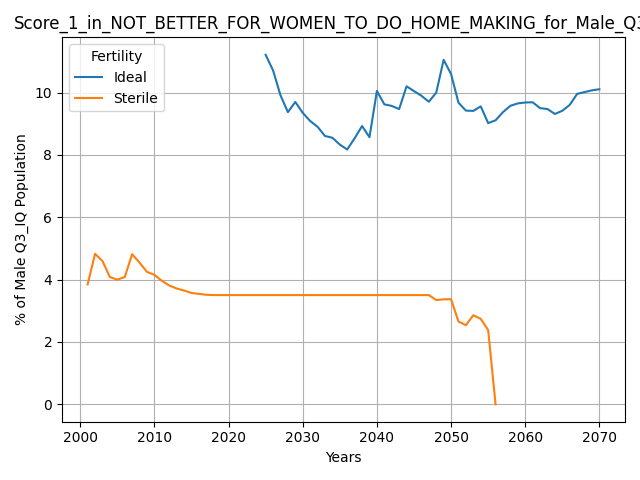 Score_1_in_NOT_BETTER_FOR_WOMEN_TO_DO_HOME_MAKING_for_Male_Q3
Fertility
Ideal
Sterile
% of Male Q3_IQ Population
10
8
6
4
2
0
2000 2010 2020 2030 2040 2050 2060 2070
Years